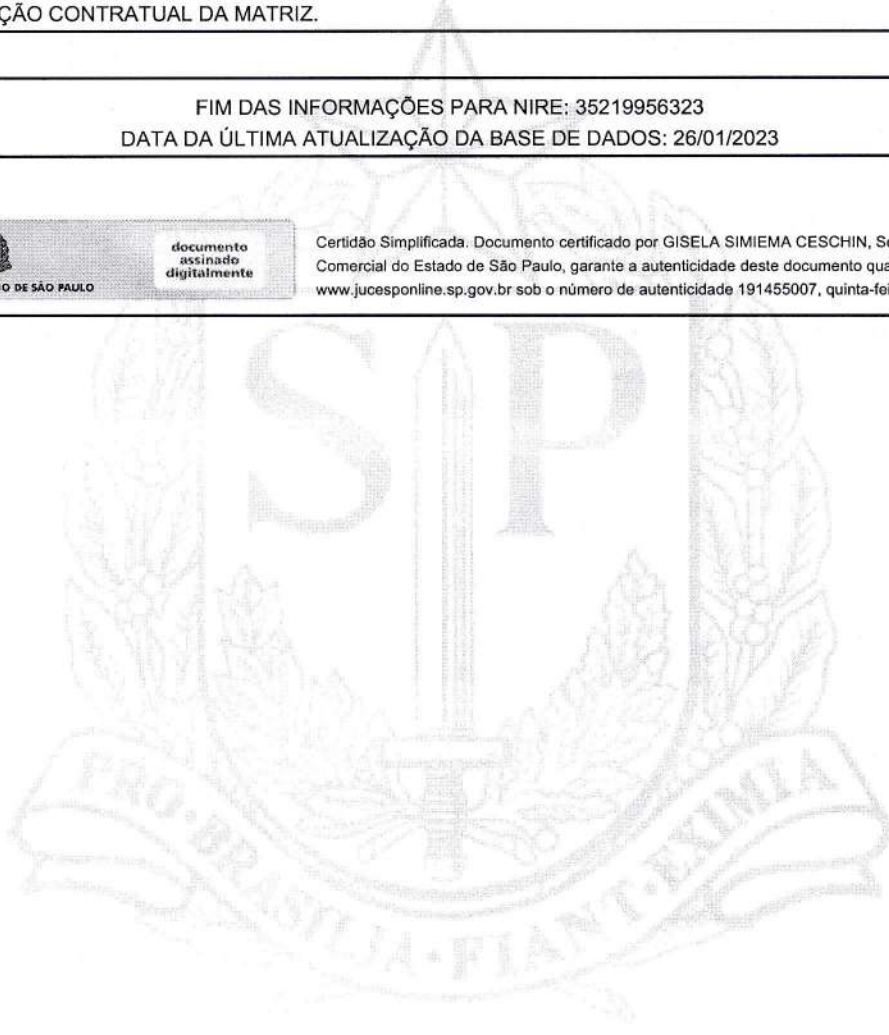 ÇÃO CONTRATUAL DA MATRIZ.
FIM DAS INFORMAÇÕES PARA NIRE: 35219956323
DATA DA ÚLTIMA ATUALIZAÇÃO DA BASE DE DADOS: 26/01/2023
O DE SÃO PAULO
documento
assinado
digitalmente
Certidão Simplificada. Documento certificado por GISELA SIMIEMA CESCHIN, Se
Comercial do Estado de São Paulo, garante a autenticidade deste documento qua
www.jucesponline.sp.gov.br sob o número de autenticidade 191455007, quinta-fei
SP
PRO·BRASILIA·FIANT·EXIMIA